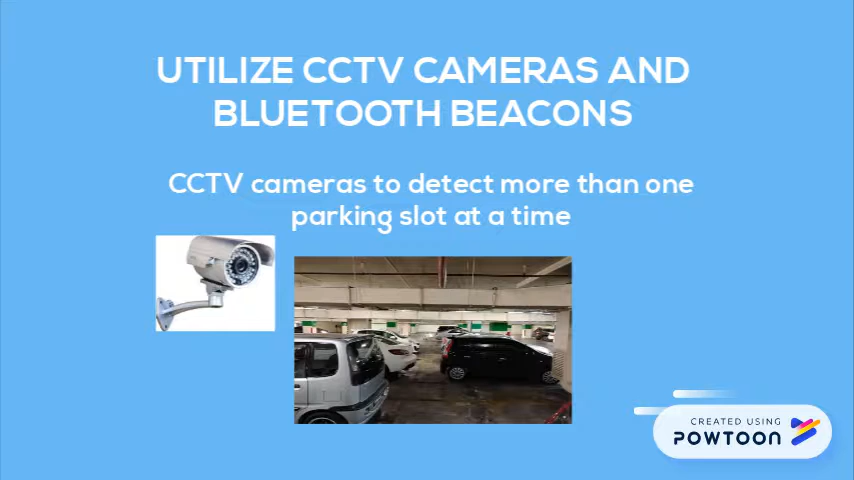 UTILIZE CCTV CAMERAS AND
BLUETOOTH BEACONS
CCTV cameras to detect more than one
parking slot at a time
CREATED USING
POWTOON